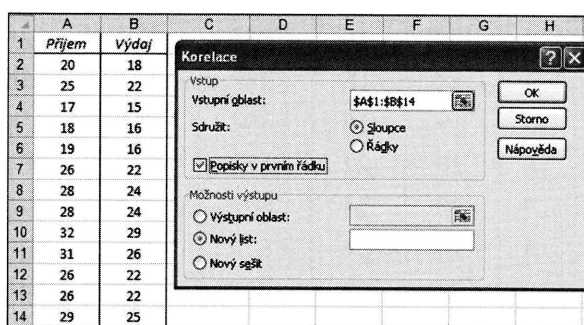 A B C D E F G H
1 Příjem Výdaj
2 20 18
3 25 22
4 17 15
5 18 16
6 19 16
7 26 22
8 28 24
9 28 24
10 32 29
11 31 26
12 26 22
13 26 22
14 29 25
Korelace
Vstup
Vstupní oblast: $A$1:$B$14
Sdružit: Sloupce
Řádky
Popisky v prvním řádku
Možnosti výstupu
Výstupní oblast:
Nový list:
Nový sešit
OK
Storno
Nápověda